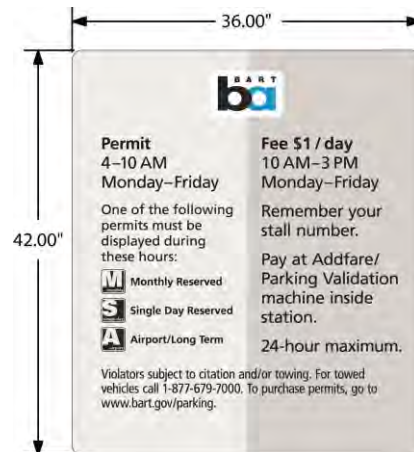 36.00"
42.00"
BART
ba
Permit
4–10 AM
Monday–Friday
One of the following
permits must be
displayed during
these hours:
M Monthly Reserved
S Single Day Reserved
A Airport/Long Term
Fee $1 / day
10 AM–3 PM
Monday–Friday
Remember your
stall number.
Pay at Addfare/
Parking Validation
machine inside
station.
24-hour maximum.
Violators subject to citation and/or towing. For towed
vehicles call 1-877-679-7000. To purchase permits, go to
www.bart.gov/parking.